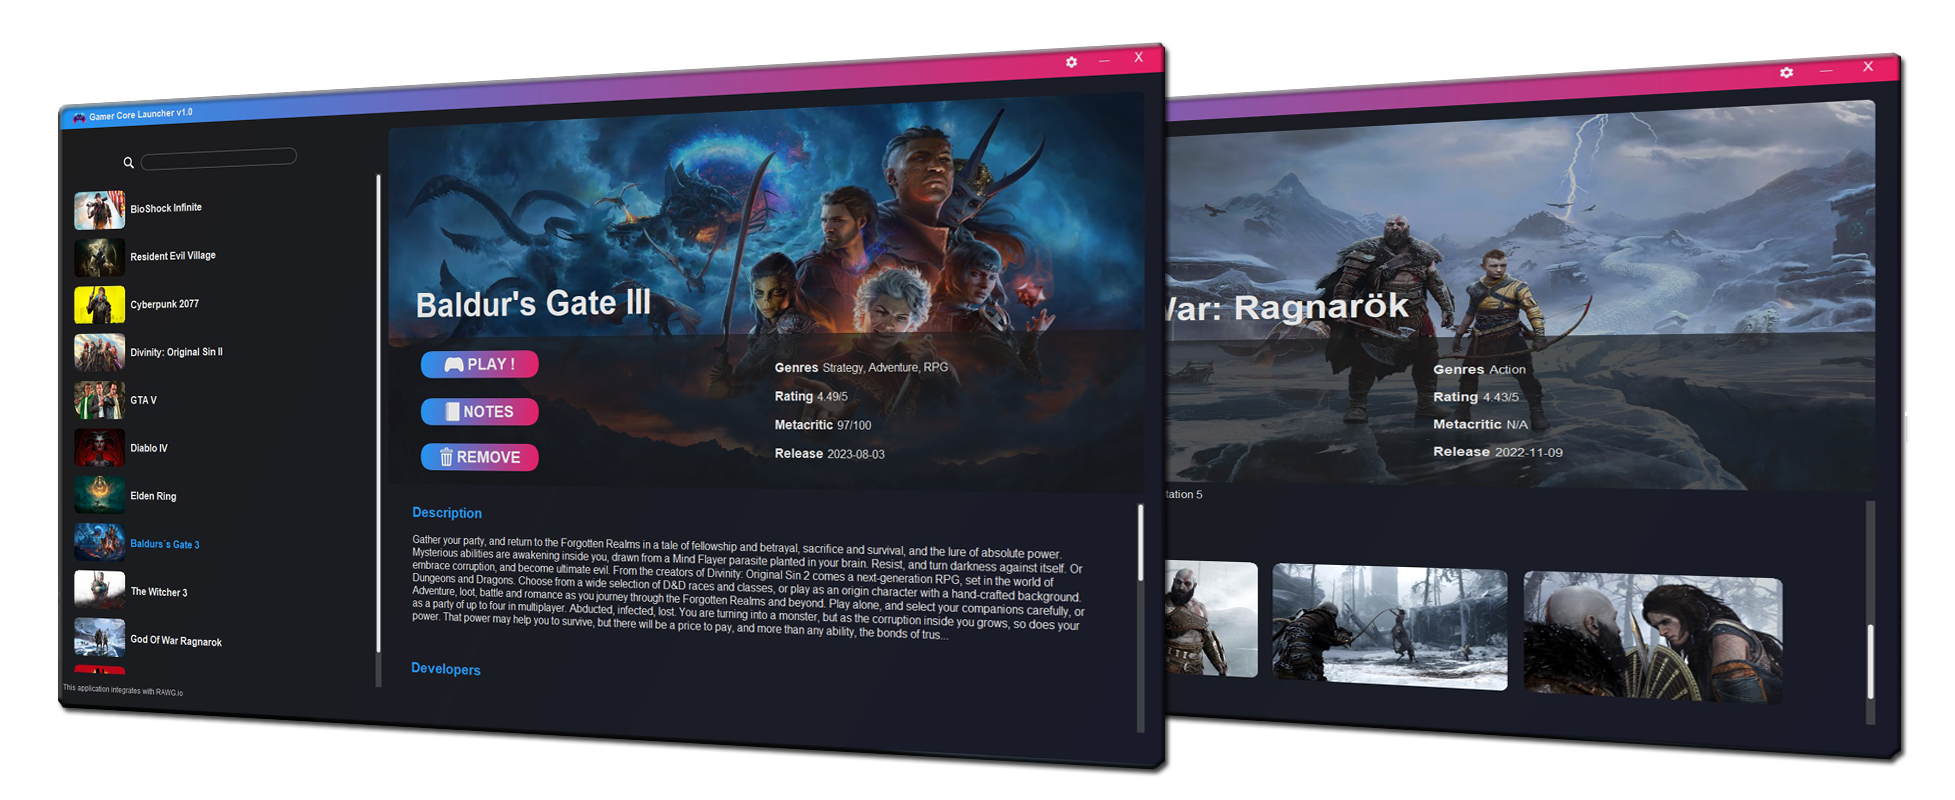 Gamer Core Launcher v1.0
X
BioShock Infinite
Resident Evil Village
Cyberpunk 2077
Divinity: Original Sin II
GTA V
Diablo IV
Elden Ring
Baldurs´s Gate 3
The Witcher 3
God Of War Ragnarok
This application integrates with RAWG.io
Baldur's Gate III
PLAY !
NOTES
REMOVE
Genres Strategy, Adventure, RPG
Rating 4.49/5
Metacritic 97/100
Release 2023-08-03
Description
Gather your party, and return to the Forgotten Realms in a tale of fellowship and betrayal, sacrifice and survival, and the lure of absolute power.
Mysterious abilities are awakening inside you, drawn from a Mind Flayer parasite planted in your brain. Resist, and turn darkness against itself. Or
embrace corruption, and become ultimate evil. From the creators of Divinity: Original Sin 2 comes a next-generation RPG, set in the world of
Dungeons and Dragons. Choose from a wide selection of D&D races and classes, or play as an origin character with a hand-crafted background.
Adventure, loot, battle and romance as you journey through the Forgotten Realms and beyond. Play alone, and select your companions carefully, or
as a party of up to four in multiplayer. Abducted, infected, lost. You are turning into a monster, but as the corruption inside you grows, so does your
power. That power may help you to survive, but there will be a price to pay, and more than any ability, the bonds of trus...
Developers
X
War: Ragnarök
Genres Action
Rating 4.43/5
Metacritic N/A
Release 2022-11-09
tation 5